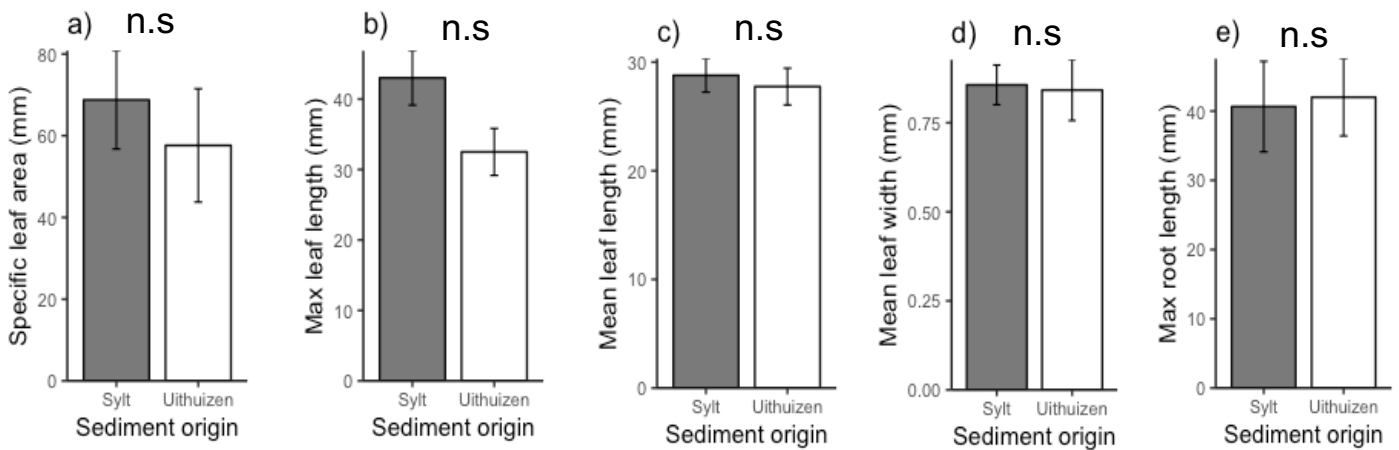 a) n.s
Specific leaf area (mm)
80
60
40
20
0
Sylt Uithuizen
Sediment origin
b) n.s
Max leaf length (mm)
40
30
20
10
0
Sylt Uithuizen
Sediment origin
c) n.s
Mean leaf length (mm)
30
20
10
0
Sylt Uithuizen
Sediment origin
d) n.s
Mean leaf width (mm)
0.75
0.50
0.25
0.00
Sylt Uithuizen
Sediment origin
e) n.s
Max root length (mm)
40
30
20
10
0
Sylt Uithuizen
Sediment origin